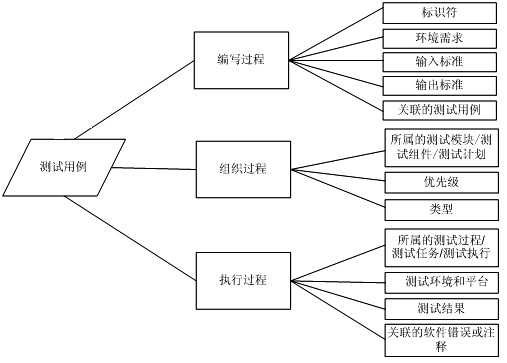 标识符
环境需求
编写过程
输入标准
输出标准
关联的测试用例
所属的测试模块/测
试组件/测试计划
测试用例
组织过程
优先级
类型
所属的测试过程/
测试任务/测试执行
执行过程
测试环境和平台
测试结果
关联的软件错误或注
释